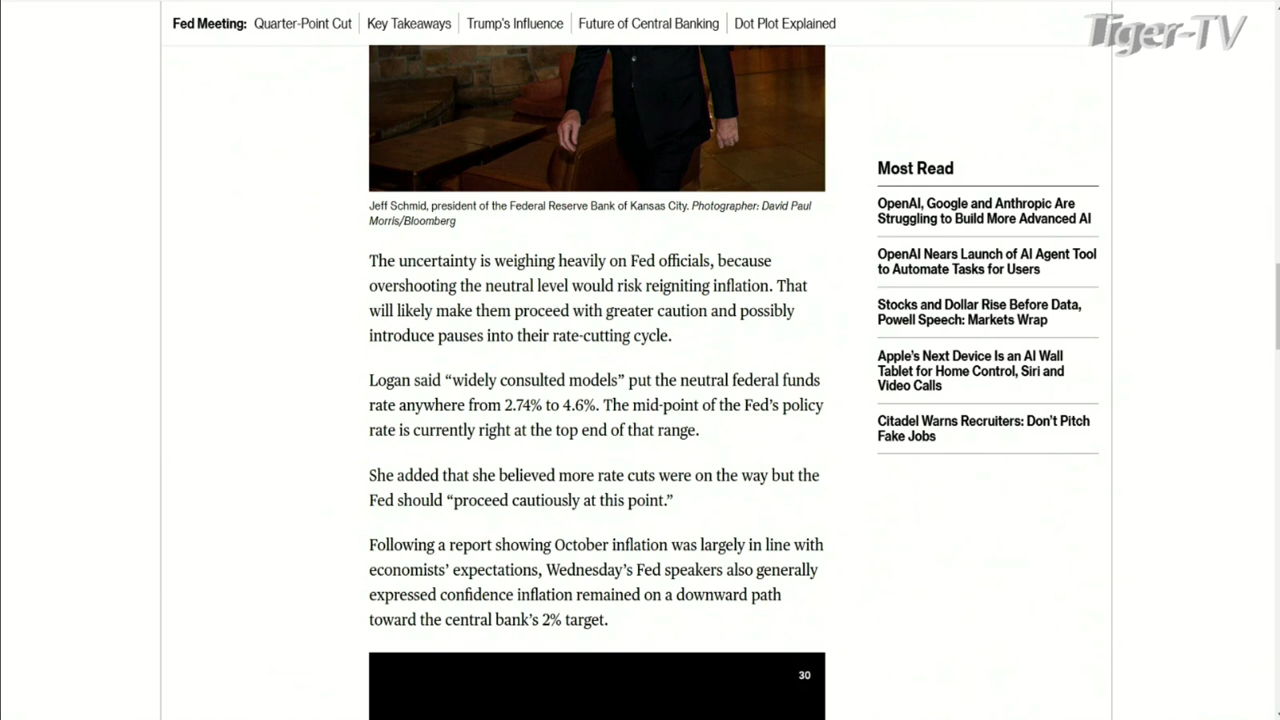 Fed Meeting: Quarter-Point Cut Key Takeaways Trump's Influence Future of Central Banking Dot Plot Explained
Tiger-TV
Jeff Schmid, president of the Federal Reserve Bank of Kansas City. Photographer: David Paul
Morris/Bloomberg
The uncertainty is weighing heavily on Fed officials, because
overshooting the neutral level would risk reigniting inflation. That
will likely make them proceed with greater caution and possibly
introduce pauses into their rate-cutting cycle.
Logan said “widely consulted models” put the neutral federal funds
rate anywhere from 2.74% to 4.6%. The mid-point of the Fed’s policy
rate is currently right at the top end of that range.
She added that she believed more rate cuts were on the way but the
Fed should “proceed cautiously at this point.”
Following a report showing October inflation was largely in line with
economists’ expectations, Wednesday’s Fed speakers also generally
expressed confidence inflation remained on a downward path
toward the central bank’s 2% target.
30
Most Read
OpenAI, Google and Anthropic Are
Struggling to Build More Advanced AI
OpenAI Nears Launch of AI Agent Tool
to Automate Tasks for Users
Stocks and Dollar Rise Before Data,
Powell Speech: Markets Wrap
Apple’s Next Device Is an AI Wall
Tablet for Home Control, Siri and
Video Calls
Citadel Warns Recruiters: Don’t Pitch
Fake Jobs